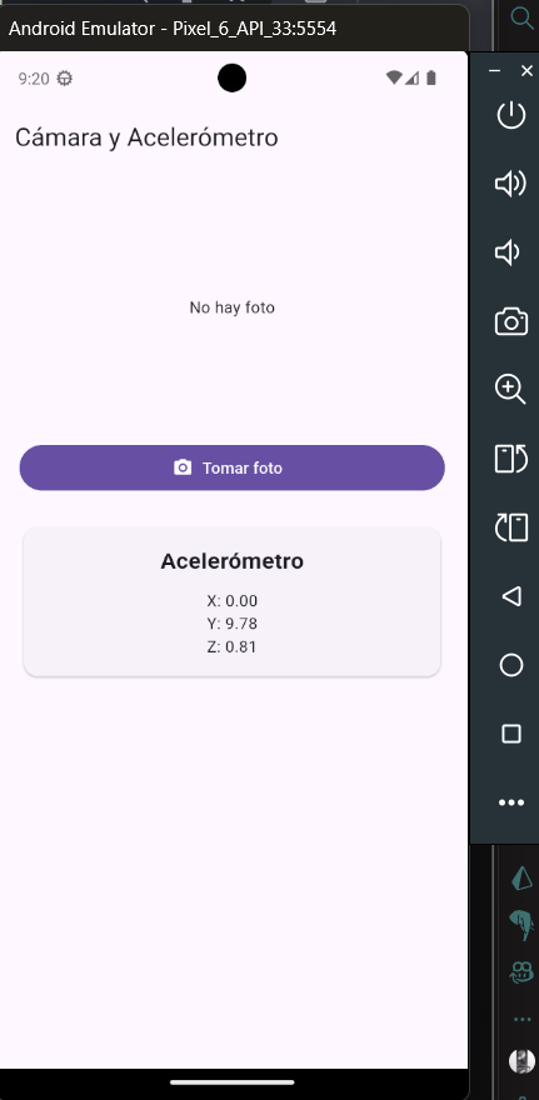 Android Emulator - Pixel_6_API_33:5554
9:20
Cámara y Acelerómetro
No hay foto
Tomar foto
Acelerómetro
X: 0.00
Y: 9.78
Z: 0.81